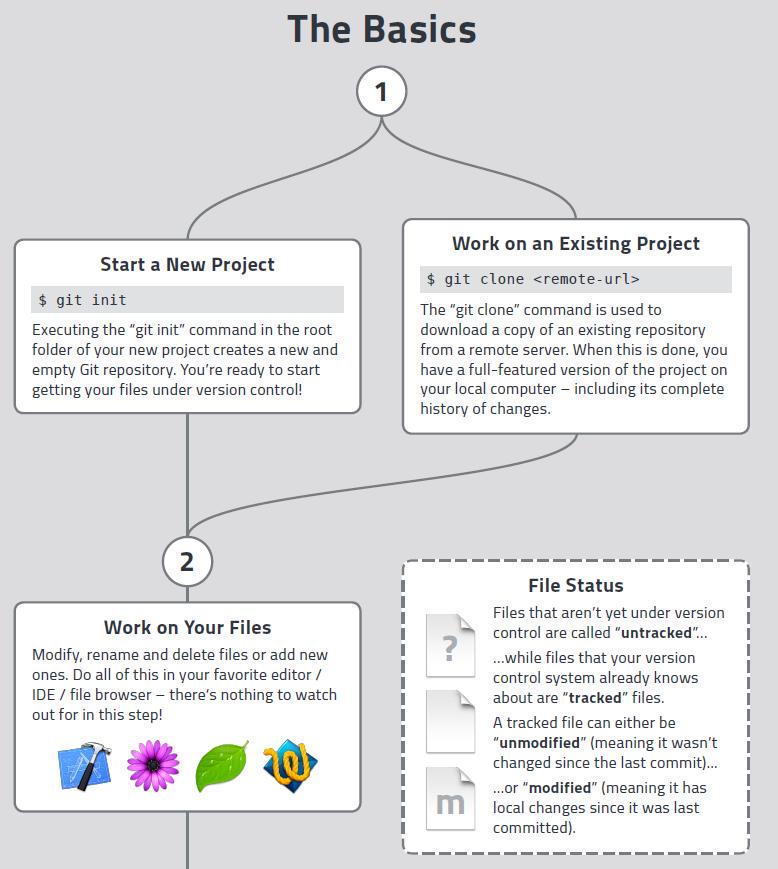 The Basics
1
Start a New Project
$ git init
Executing the “git init” command in the root
folder of your new project creates a new and
empty Git repository. You’re ready to start
getting your files under version control!
Work on an Existing Project
$ git clone <remote-url>
The “git clone” command is used to
download a copy of an existing repository
from a remote server. When this is done, you
have a full-featured version of the project on
your local computer – including its complete
history of changes.
2
Work on Your Files
Modify, rename and delete files or add new
ones. Do all of this in your favorite editor /
IDE / file browser – there’s nothing to watch
out for in this step!
File Status
?
Files that aren’t yet under version
control are called “untracked”...
...while files that your version
control system already knows
about are “tracked” files.
A tracked file can either be
“unmodified” (meaning it wasn’t
changed since the last commit)...
m
...or “modified” (meaning it has
local changes since it was last
committed).